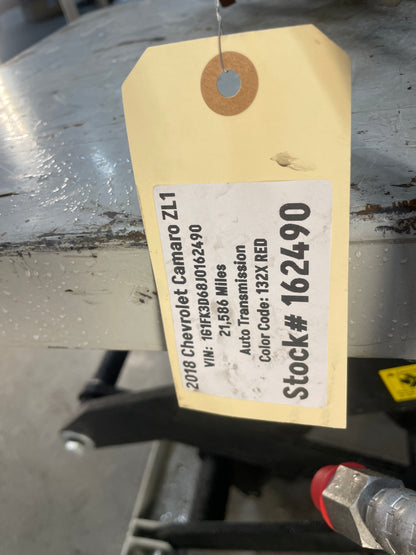 2018 Chevrolet Camaro ZL1
VIN: 1G1FK3D68J0162490
21,586 Miles
Auto Transmission
Color Code: 132X RED
Stock# 162490